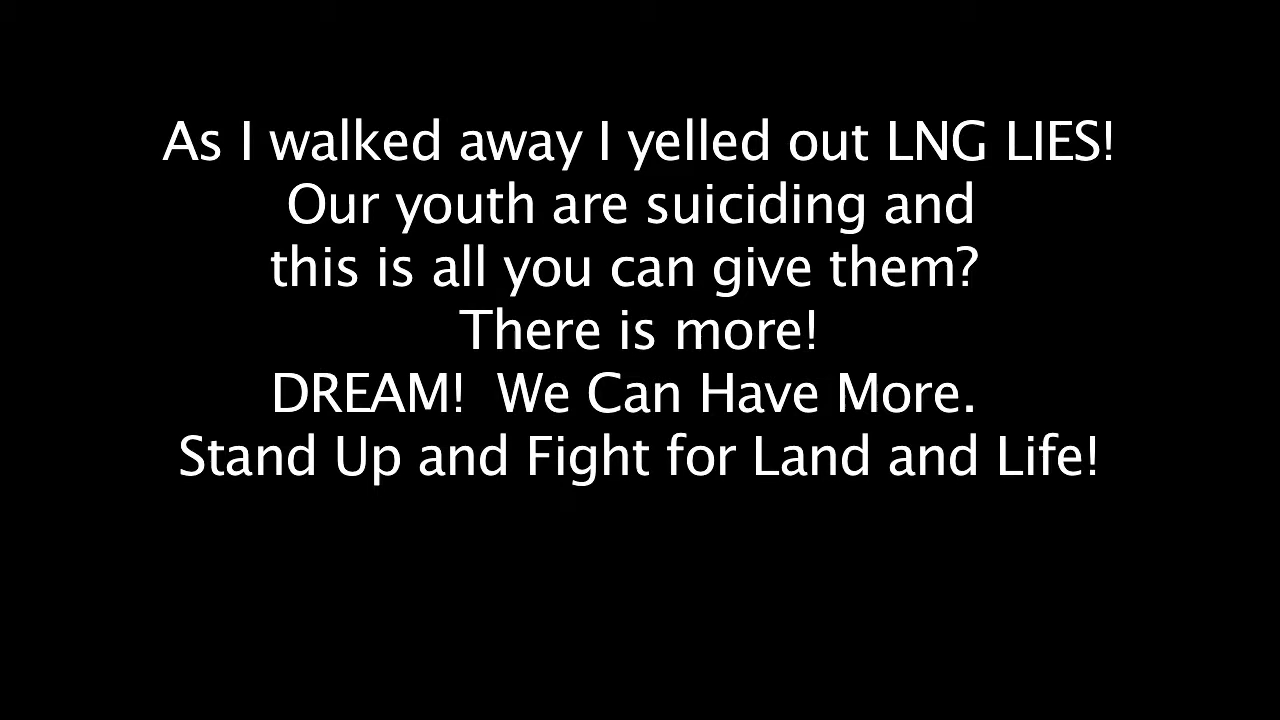 As I walked away I yelled out LNG LIES!
Our youth are suiciding and
this is all you can give them?
There is more!
DREAM!  We Can Have More.
Stand Up and Fight for Land and Life!